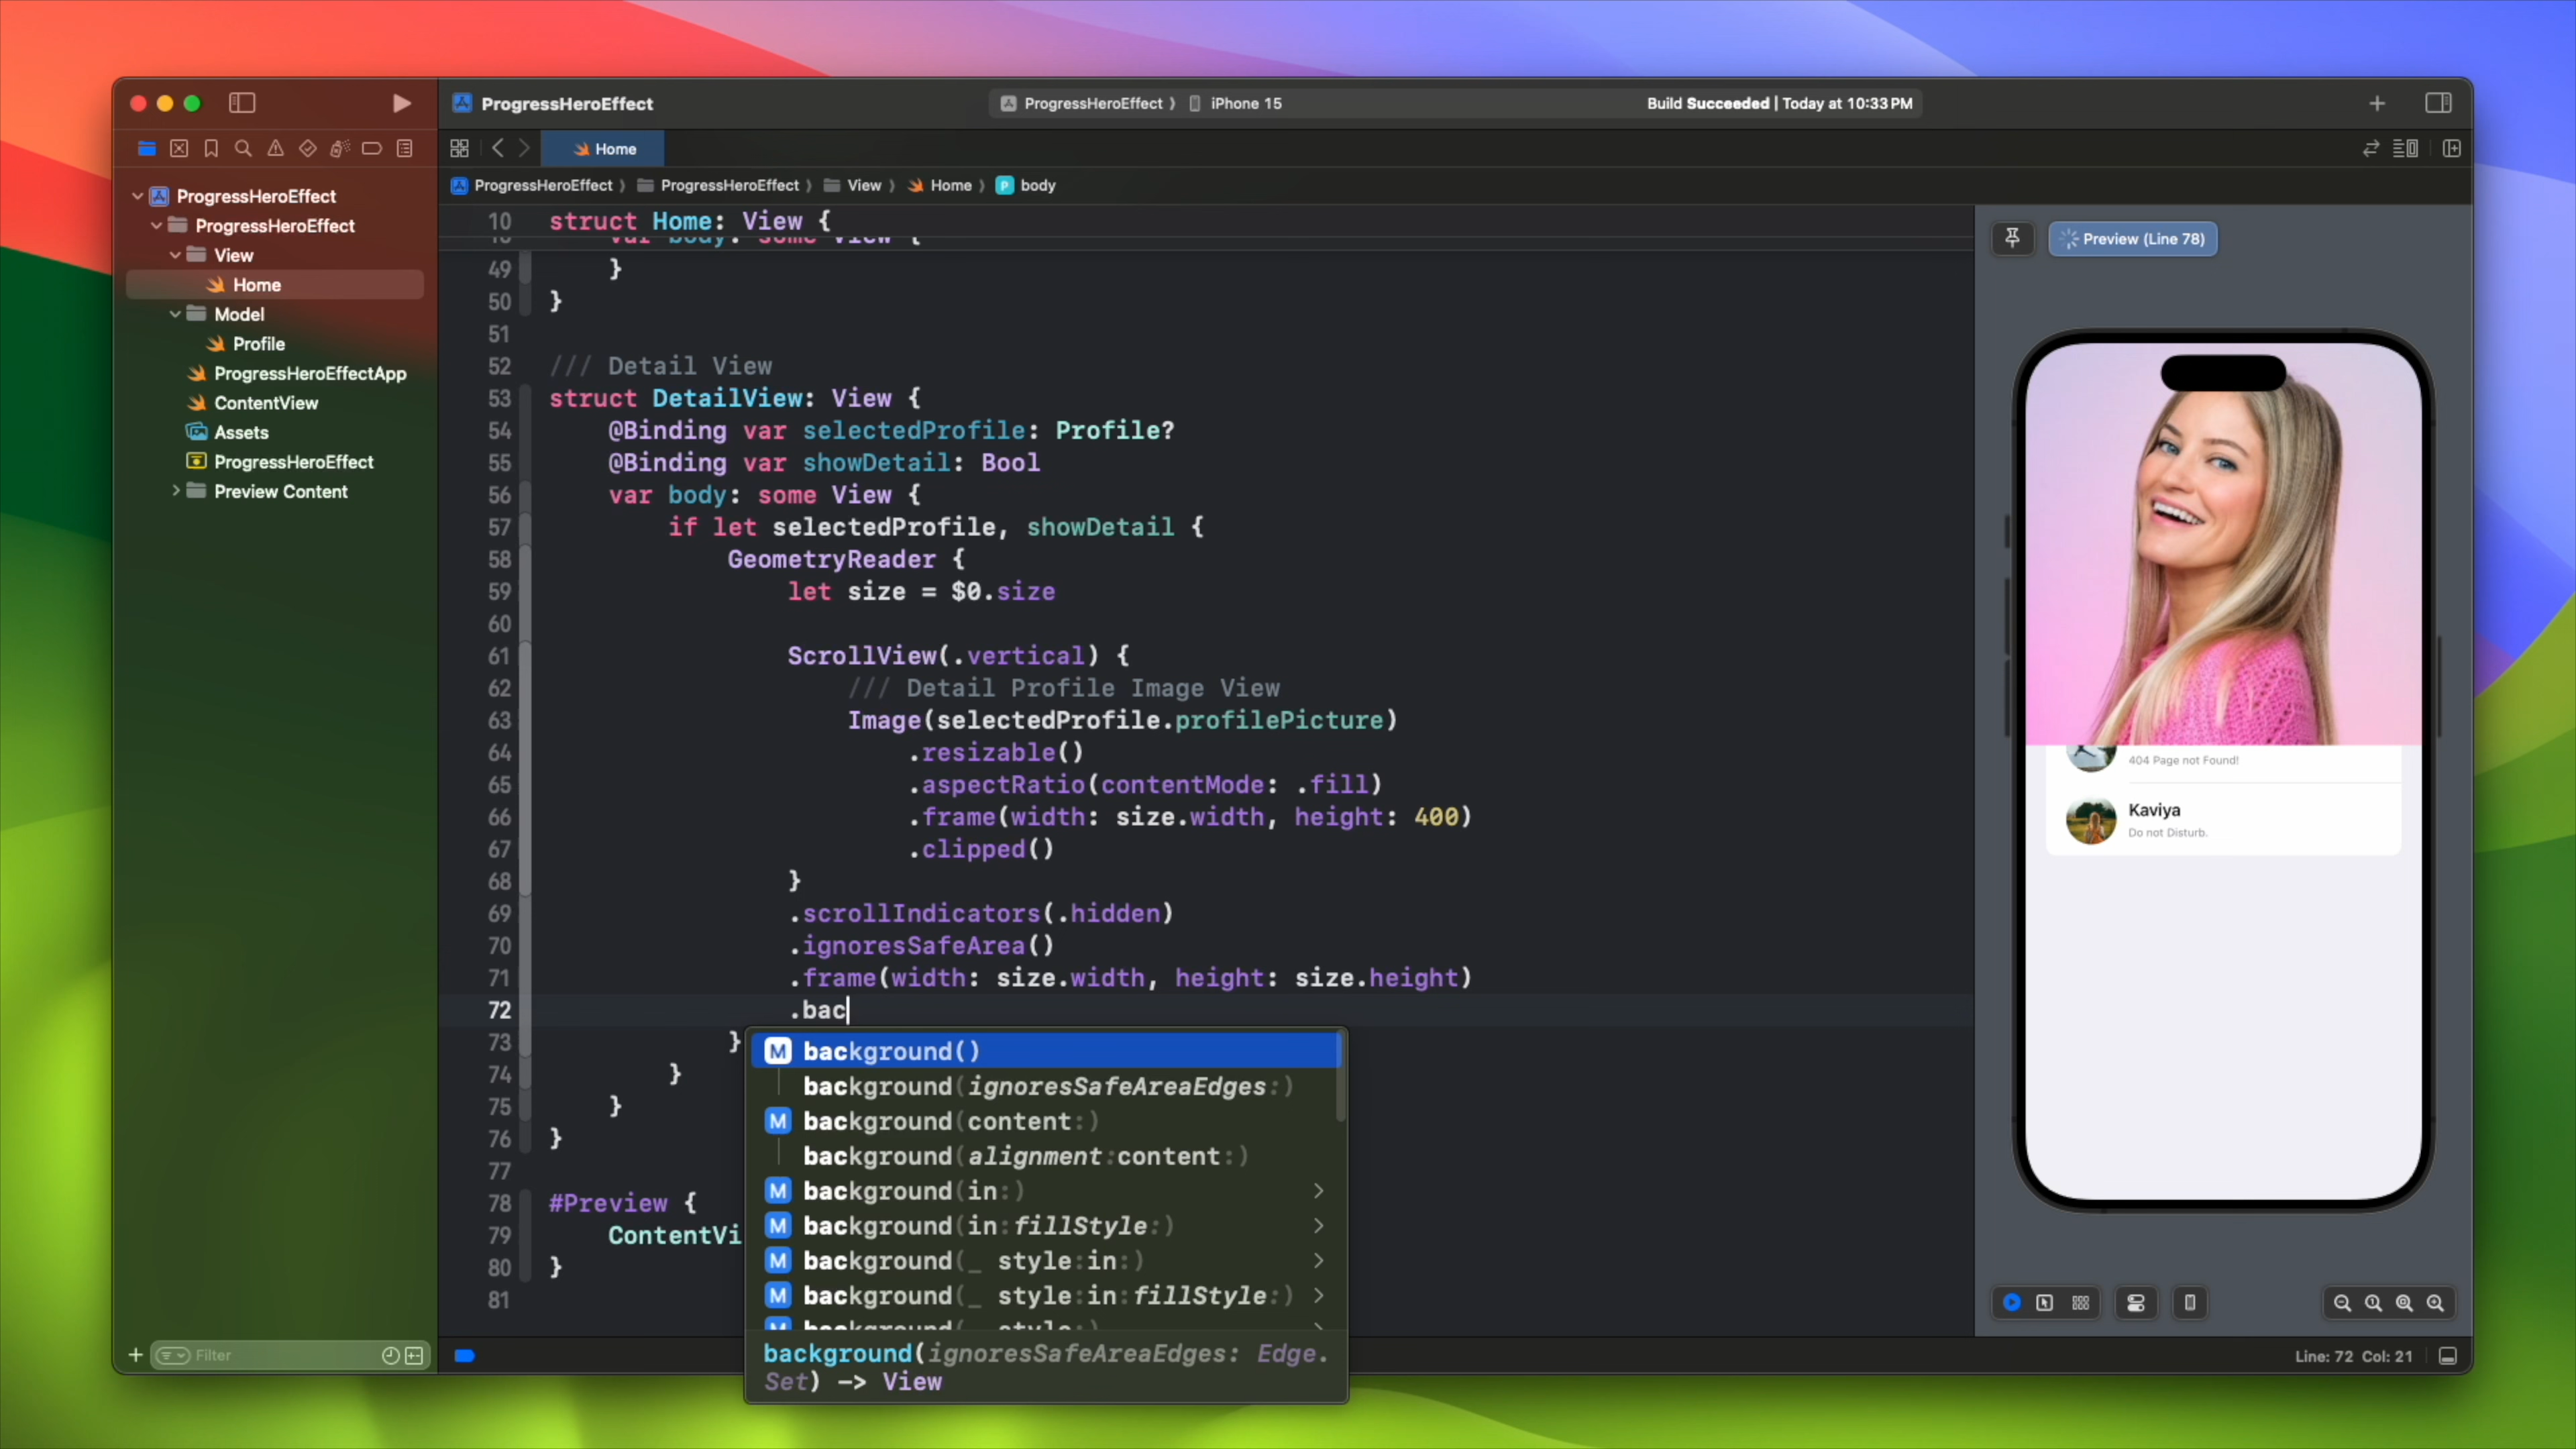 ProgressHeroEffect
ProgressHeroEffect ⟩ iPhone 15
Build Succeeded | Today at 10:33 PM
Home
ProgressHeroEffect ⟩ ProgressHeroEffect ⟩ View ⟩ Home ⟩ P body
ProgressHeroEffect
ProgressHeroEffect
View
Home
Model
Profile
ProgressHeroEffectApp
ContentView
Assets
ProgressHeroEffect
Preview Content
Filter
10 struct Home: View {
var body: some View {
49 }
50 }
51
52 /// Detail View
53 struct DetailView: View {
54 @Binding var selectedProfile: Profile?
55 @Binding var showDetail: Bool
56 var body: some View {
57 if let selectedProfile, showDetail {
58 GeometryReader {
59 let size = $0.size
60
61 ScrollView(.vertical) {
62 /// Detail Profile Image View
63 Image(selectedProfile.profilePicture)
64 .resizable()
65 .aspectRatio(contentMode: .fill)
66 .frame(width: size.width, height: 400)
67 .clipped()
68 }
69 .scrollIndicators(.hidden)
70 .ignoresSafeArea()
71 .frame(width: size.width, height: size.height)
72 .bac
73 }
74 }
75 }
76 }
77
78 #Preview {
79 ContentVi
80 }
81
M background()
background(ignoresSafeAreaEdges:)
M background(content:)
background(alignment:content:)
M background(in:)
M background(in:fillStyle:)
M background(_ style:in:)
M background(_ style:in:fillStyle:)
M background(_ style:)
background(ignoresSafeAreaEdges: Edge.
Set) -> View
Preview (Line 78)
404 Page not Found!
Kaviya
Do not Disturb.
Line: 72 Col: 21